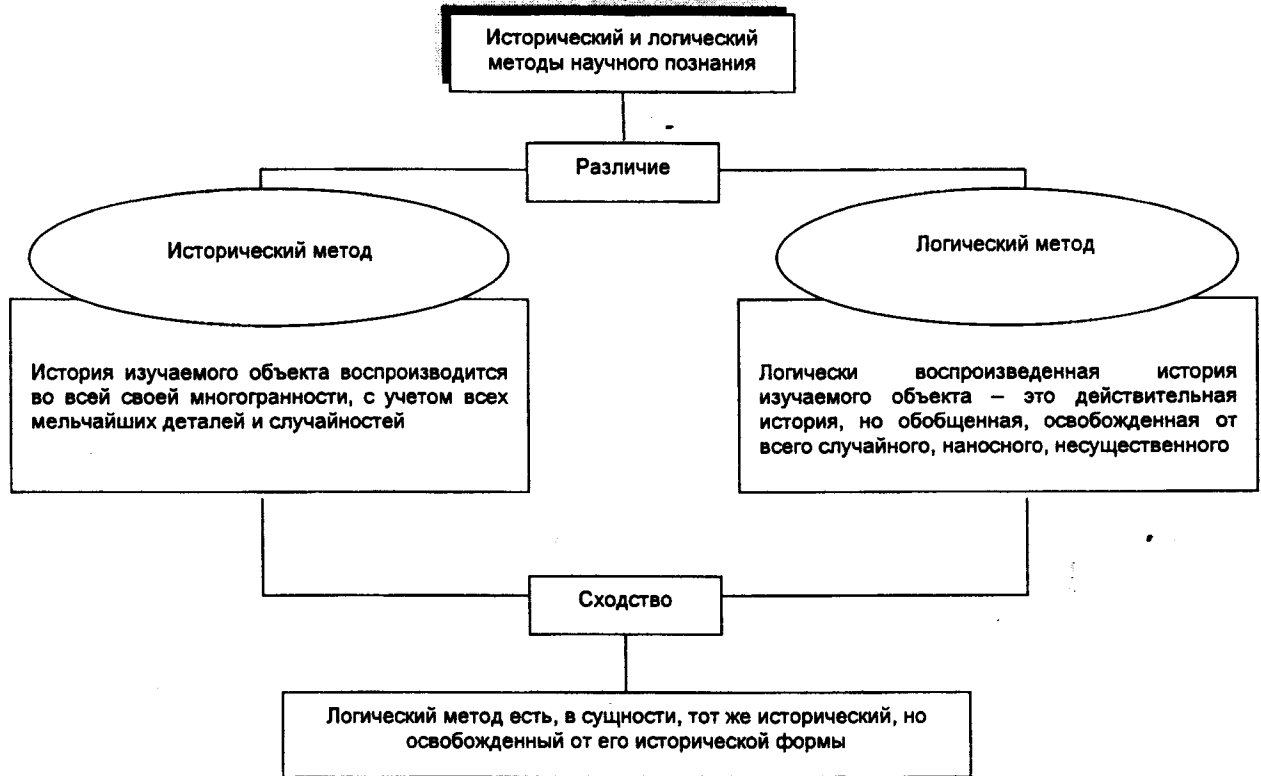 Исторический и логический
методы научного познания
Различие
Исторический метод
Логический метод
История изучаемого объекта воспроизводится
во всей своей многогранности, с учетом всех
мельчайших деталей и случайностей
Логически воспроизведенная история
изучаемого объекта – это действительная
история, но обобщенная, освобожденная от
всего случайного, наносного, несущественного
Сходство
Логический метод есть, в сущности, тот же исторический, но
освобожденный от его исторической формы